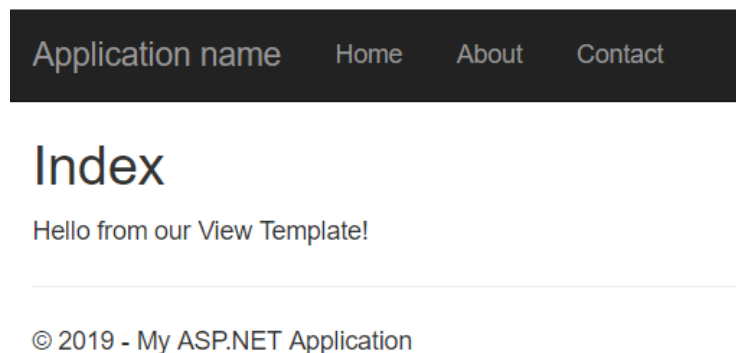 Application name Home About Contact
Index
Hello from our View Template!
© 2019 - My ASP.NET Application